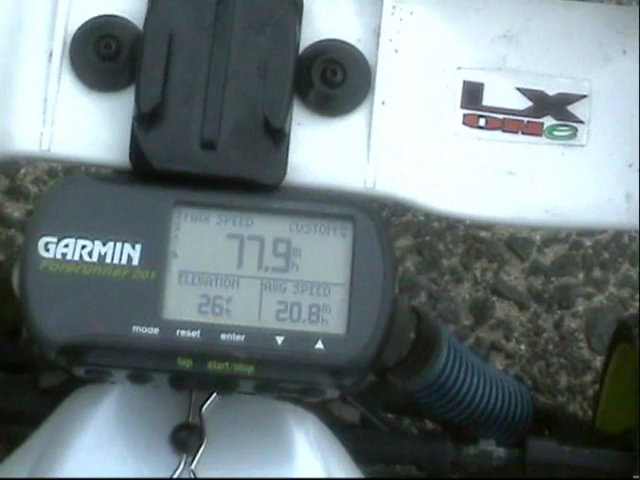 LX
ONE
MAX SPEED
CUSTOM
77.9 m/h
GARMIN
Forerunner 201
ELEVATION
AVG SPEED
26 ft
20.8 m/h
mode reset enter
lap start/stop